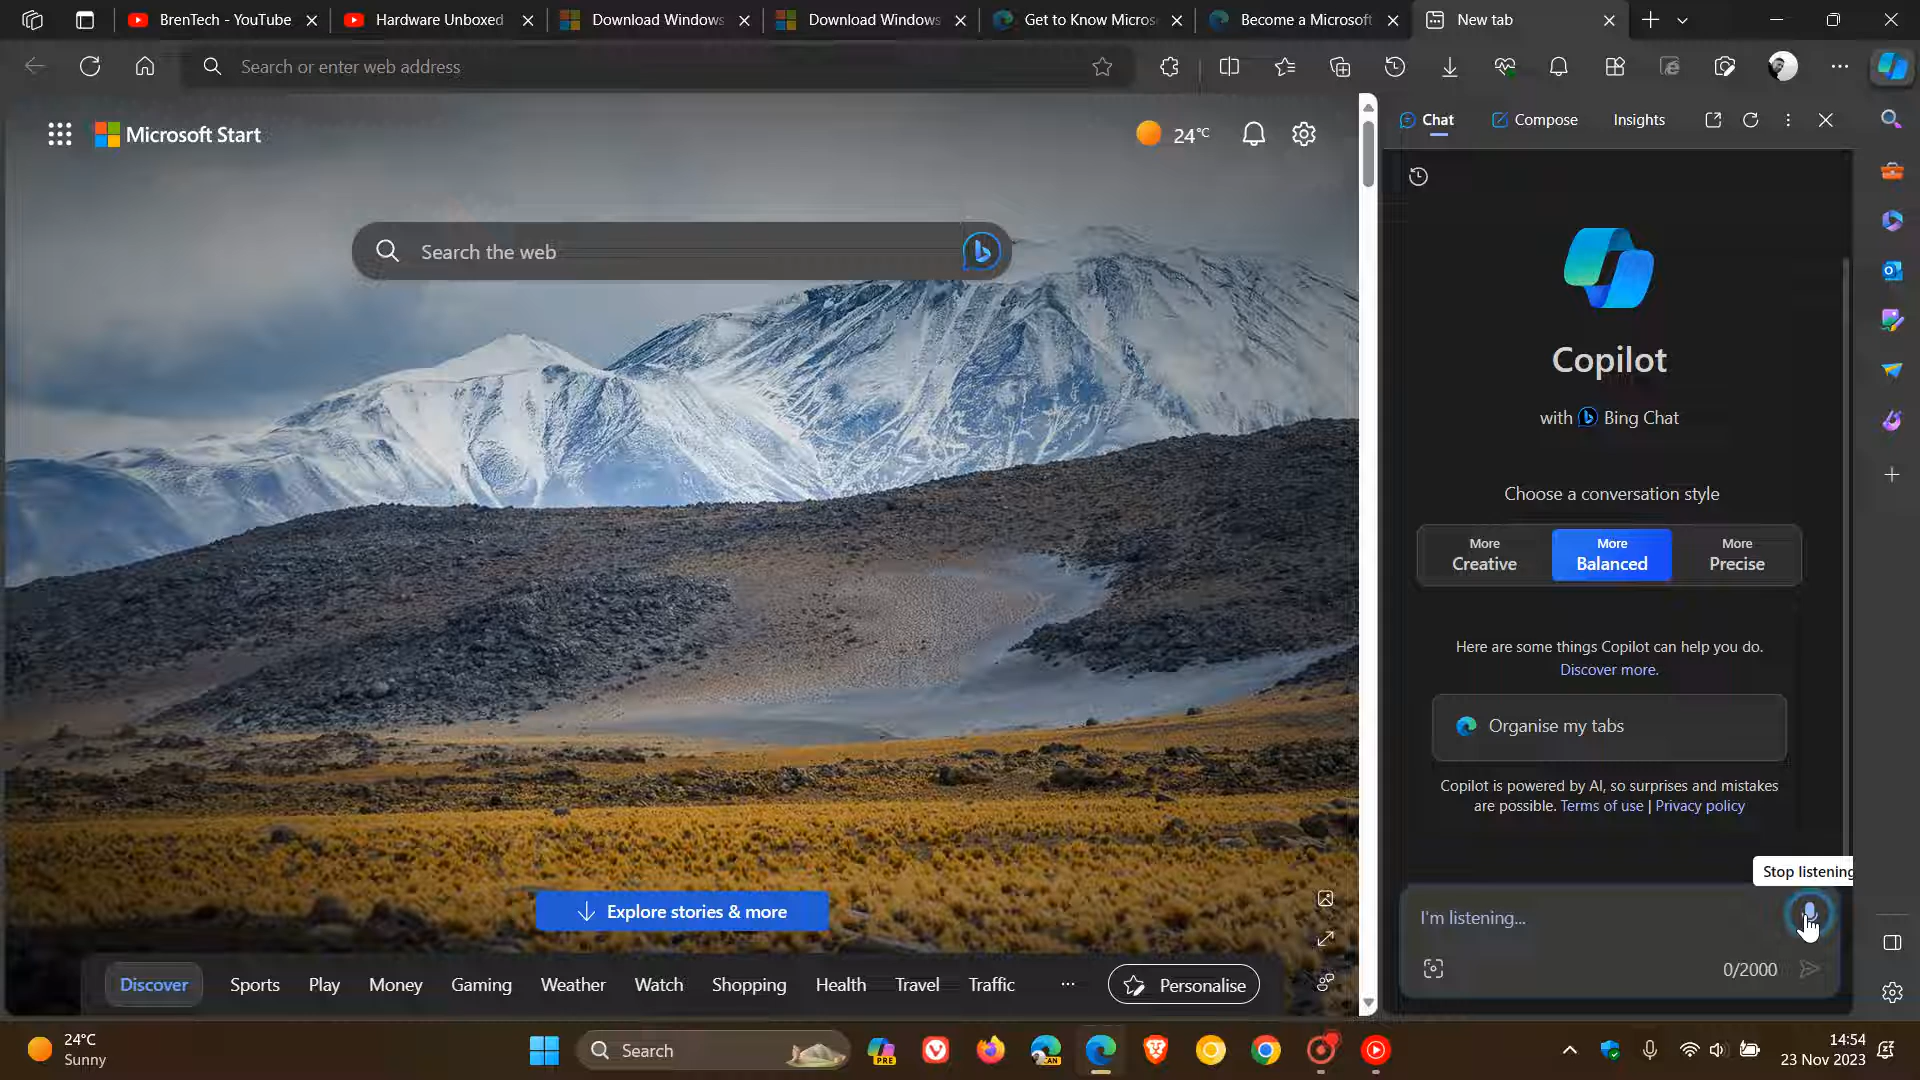 BrenTech - YouTube
Hardware Unboxed
Download Windows
Download Windows
Get to Know Micros
Become a Microsoft
New tab
Search or enter web address
Microsoft Start
24°C
Search the web
Explore stories & more
Discover
Sports
Play
Money
Gaming
Weather
Watch
Shopping
Health
Travel
Traffic
...
Personalise
Chat
Compose
Insights
Copilot
with Bing Chat
Choose a conversation style
More
Creative
More
Balanced
More
Precise
Here are some things Copilot can help you do.
Discover more.
Organise my tabs
Copilot is powered by AI, so surprises and mistakes
are possible. Terms of use | Privacy policy
Stop listening
I'm listening...
0/2000
24°C
Sunny
Search
PRE
CAN
14:54
23 Nov 2023